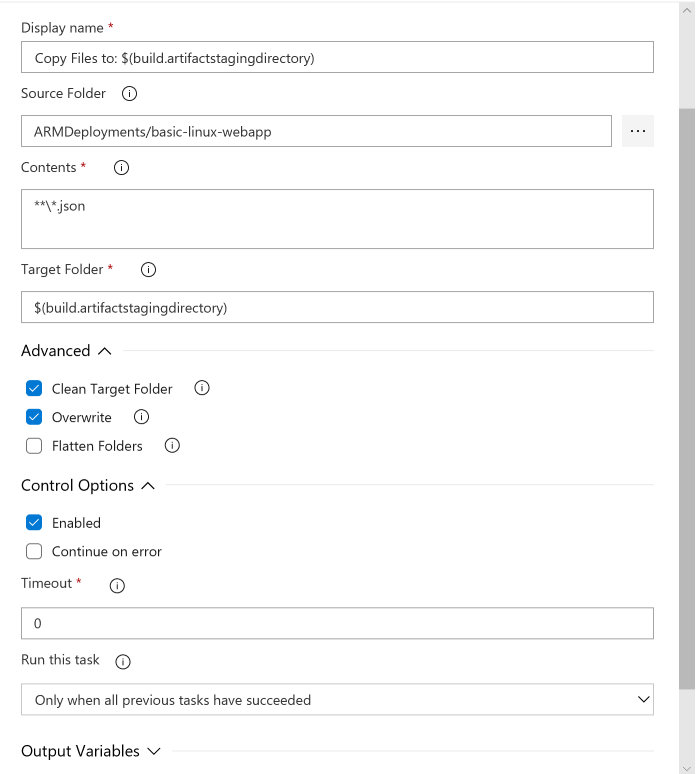 Display name *
Copy Files to: $(build.artifactstagingdirectory)
Source Folder
ARMDeployments/basic-linux-webapp
...
Contents *
**\*.json
Target Folder *
$(build.artifactstagingdirectory)
Advanced
Clean Target Folder
Overwrite
Flatten Folders
Control Options
Enabled
Continue on error
Timeout *
0
Run this task
Only when all previous tasks have succeeded
Output Variables